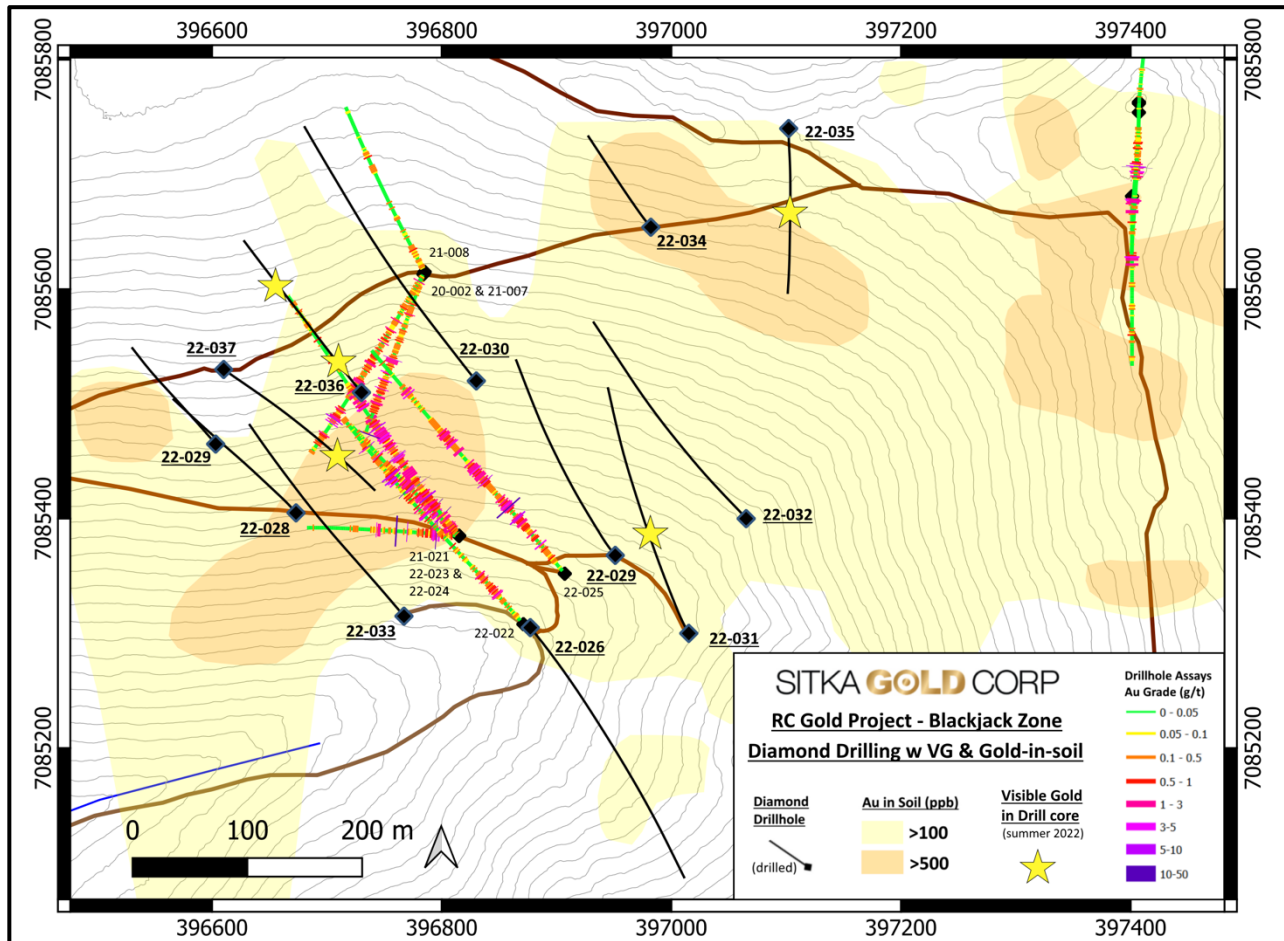 396600 396800 397000 397200 397400
7085800
7085800
22-035
22-034
21-008
20-002 & 21-007
7085600
7085600
22-037
22-030
22-036
22-029
7085400
7085400
22-028
22-032
21-021
22-023 &
22-024
22-029
22-025
22-033
22-022
22-026
22-031
SITKA GOLD CORP
RC Gold Project - Blackjack Zone
Diamond Drilling w VG & Gold-in-soil
Diamond
Drillhole
(drilled)
Au in Soil (ppb)
>100
>500
Visible Gold
in Drill core
(summer 2022)
Drillhole Assays
Au Grade (g/t)
0 - 0.05
0.05 - 0.1
0.1 - 0.5
0.5 - 1
1 - 3
3-5
5-10
10-50
7085200
7085200
0 100 200 m
396600 396800 397000 397200 397400